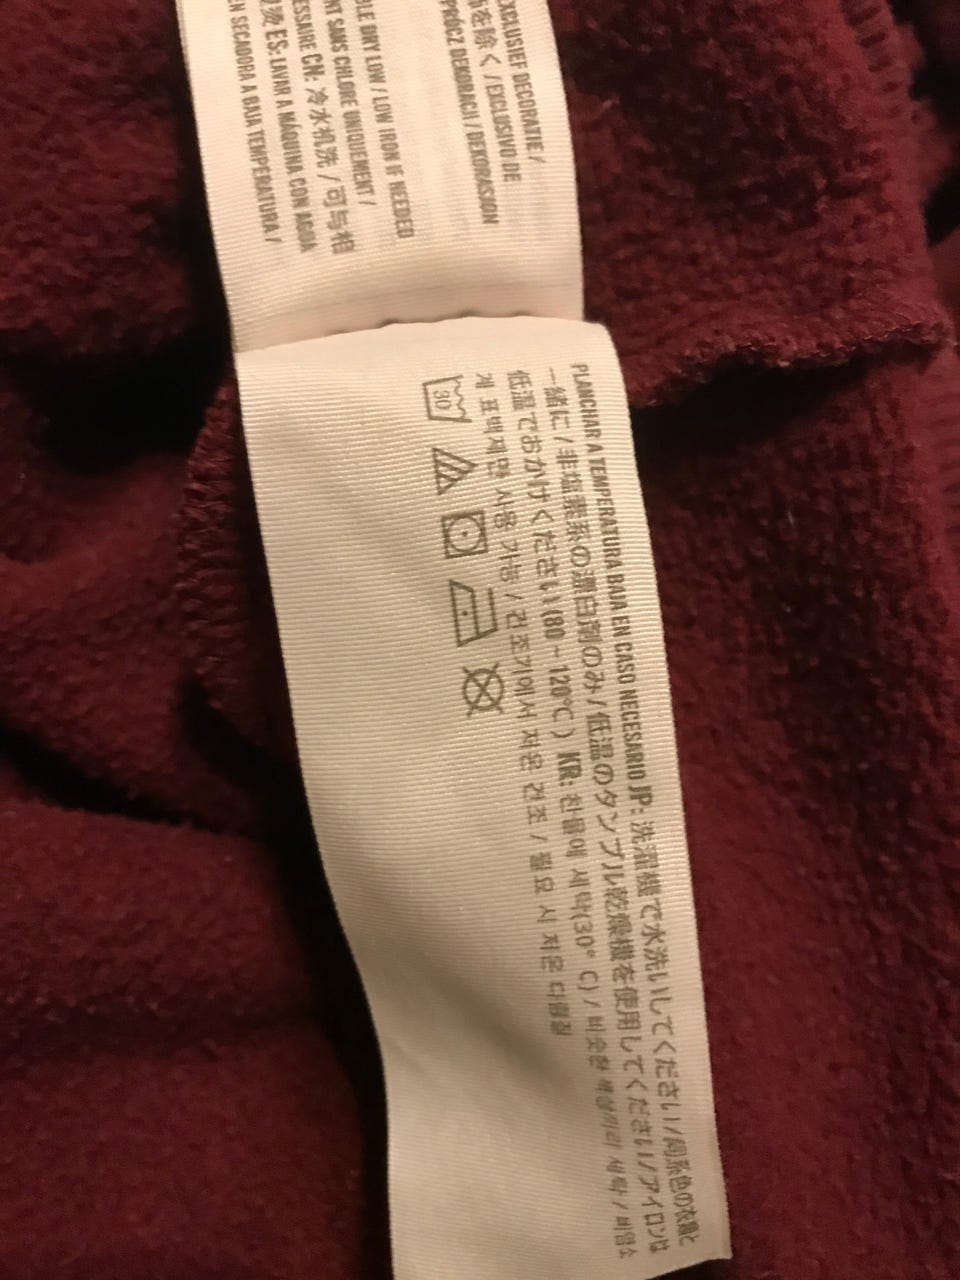 EXCLUSIEF DECORATIE /
を除く / EXCLUSIVO DE
DEKORACJI / DEKORASION
DRY LOW / LOW IRON IF NEEDED
SANS CHLORE UNIQUEMENT /
CN: 冷水机洗 / 可与相
ES: LAVAR A MÁQUINA CON AGUA
EN SECADORA A BAJA TEMPERATURA /
PLANCHAR A TEMPERATURA BAJA EN CASO NECESARIO JP: 洗濯機で水洗いしてください / 同系色の衣類と
一緒に / 非塩素系の漂白剤のみ / 低温のタンブル乾燥機を使用してください / アイロンは
低温でおかけください (80 ~ 120℃) KR: 찬물에 세탁(30° C) / 비슷한 색상끼리 세탁 / 비염소
계 표백제만 사용 가능 / 건조기에서 저온 건조 / 필요 시 저온 다림질
30